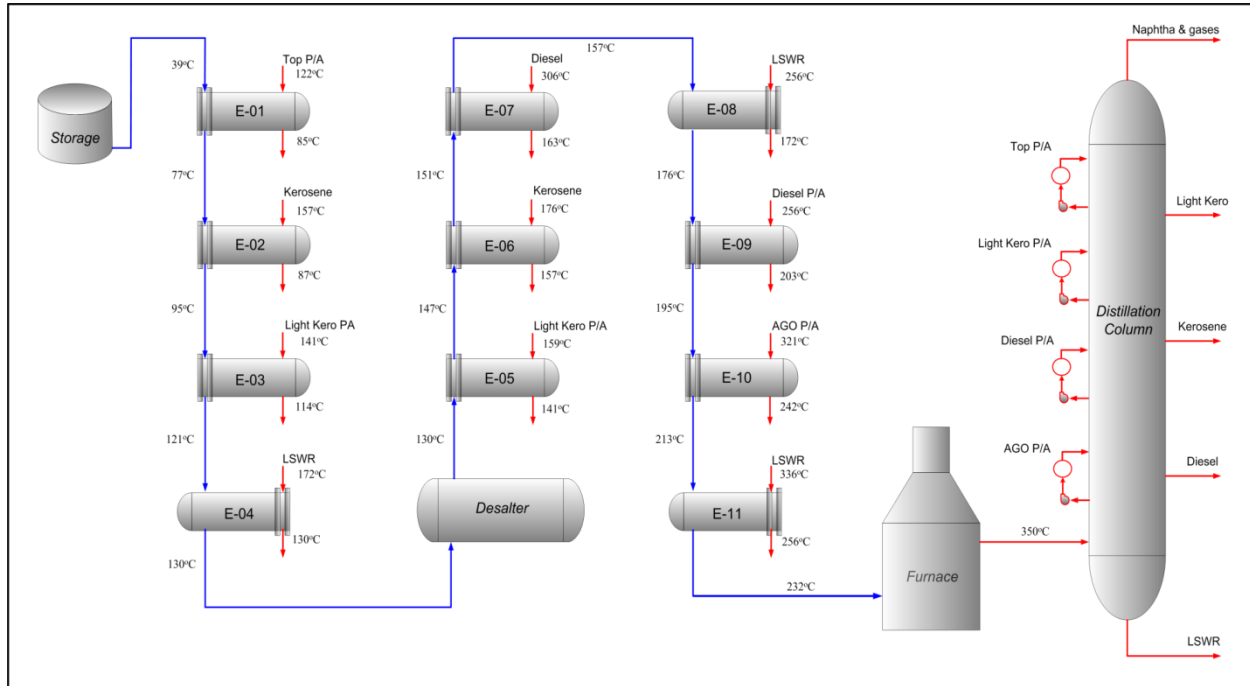 Storage
39ºC
Top P/A
122ºC
E-01
85ºC
77ºC
Kerosene
157ºC
E-02
87ºC
95ºC
Light Kero PA
141ºC
E-03
114ºC
121ºC
LSWR
172ºC
E-04
130ºC
130ºC
Desalter
130ºC
Light Kero P/A
159ºC
E-05
141ºC
147ºC
Kerosene
176ºC
E-06
157ºC
151ºC
Diesel
306ºC
E-07
163ºC
157ºC
LSWR
256ºC
E-08
172ºC
176ºC
Diesel P/A
256ºC
E-09
203ºC
195ºC
AGO P/A
321ºC
E-10
242ºC
213ºC
LSWR
336ºC
E-11
256ºC
232ºC
Furnace
350ºC
Naphtha & gases
Top P/A
Light Kero
Light Kero P/A
Distillation
Column
Kerosene
Diesel P/A
AGO P/A
Diesel
LSWR